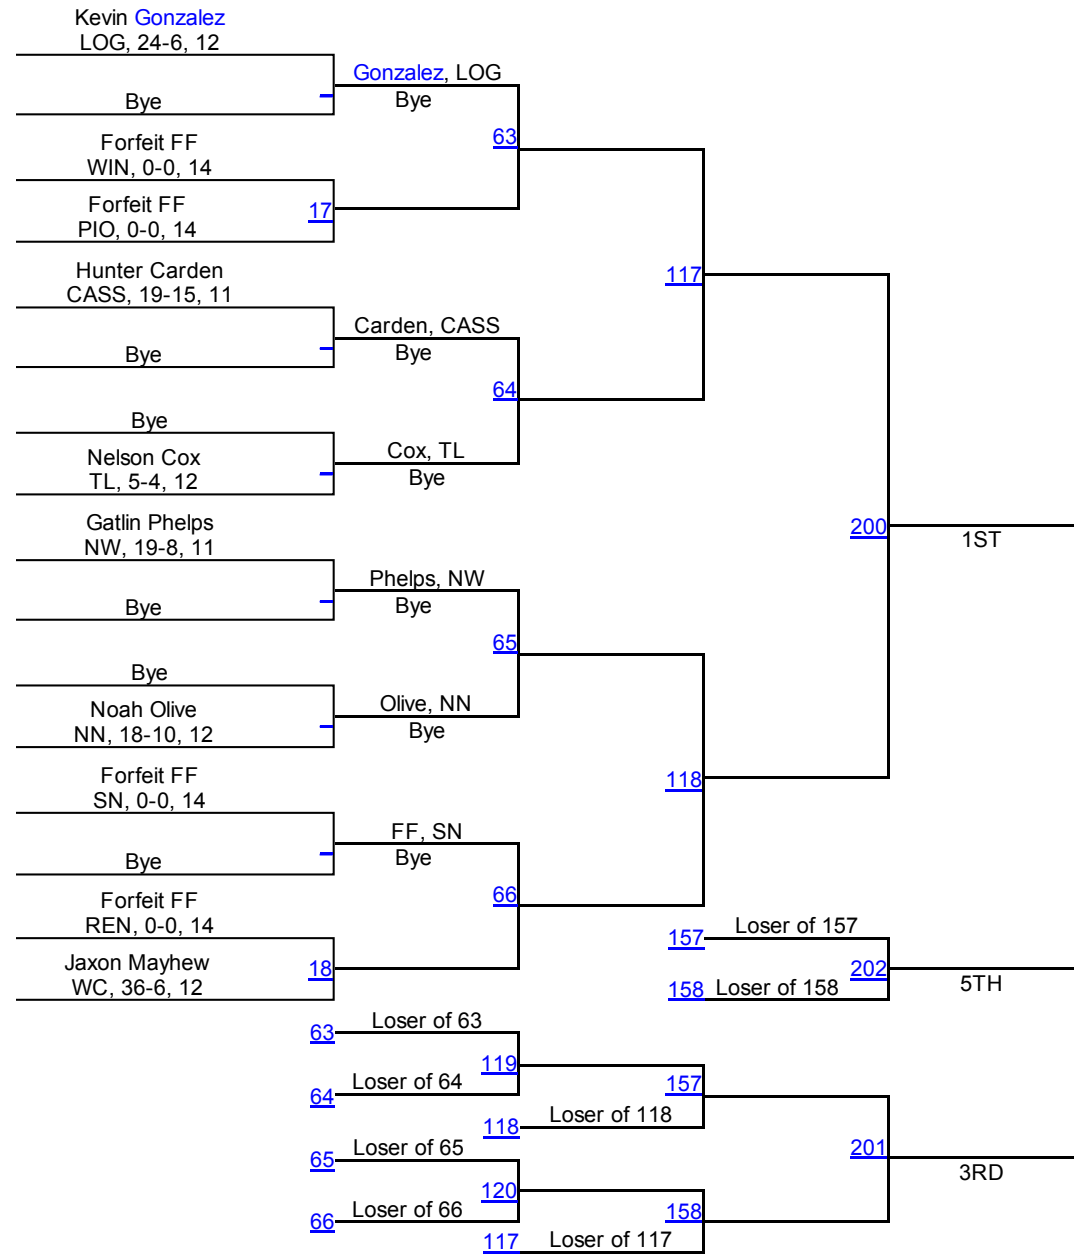 Kevin Gonzalez
LOG, 24-6, 12
Gonzalez, LOG
Bye
Bye
63
Forfeit FF
WIN, 0-0, 14
Forfeit FF
PIO, 0-0, 14
17
Hunter Carden
CASS, 19-15, 11
117
Carden, CASS
Bye
Bye
64
Bye
Cox, TL
Bye
Nelson Cox
TL, 5-4, 12
Gatlin Phelps
NW, 19-8, 11
200
1ST
Phelps, NW
Bye
Bye
65
Bye
Olive, NN
Bye
Noah Olive
NN, 18-10, 12
Forfeit FF
SN, 0-0, 14
118
FF, SN
Bye
Bye
66
Forfeit FF
REN, 0-0, 14
157
Loser of 157
Jaxon Mayhew
WC, 36-6, 12
18
202
5TH
158
Loser of 158
63
Loser of 63
119
64
Loser of 64
157
118
Loser of 118
65
Loser of 65
201
3RD
120
66
Loser of 66
158
117
Loser of 117